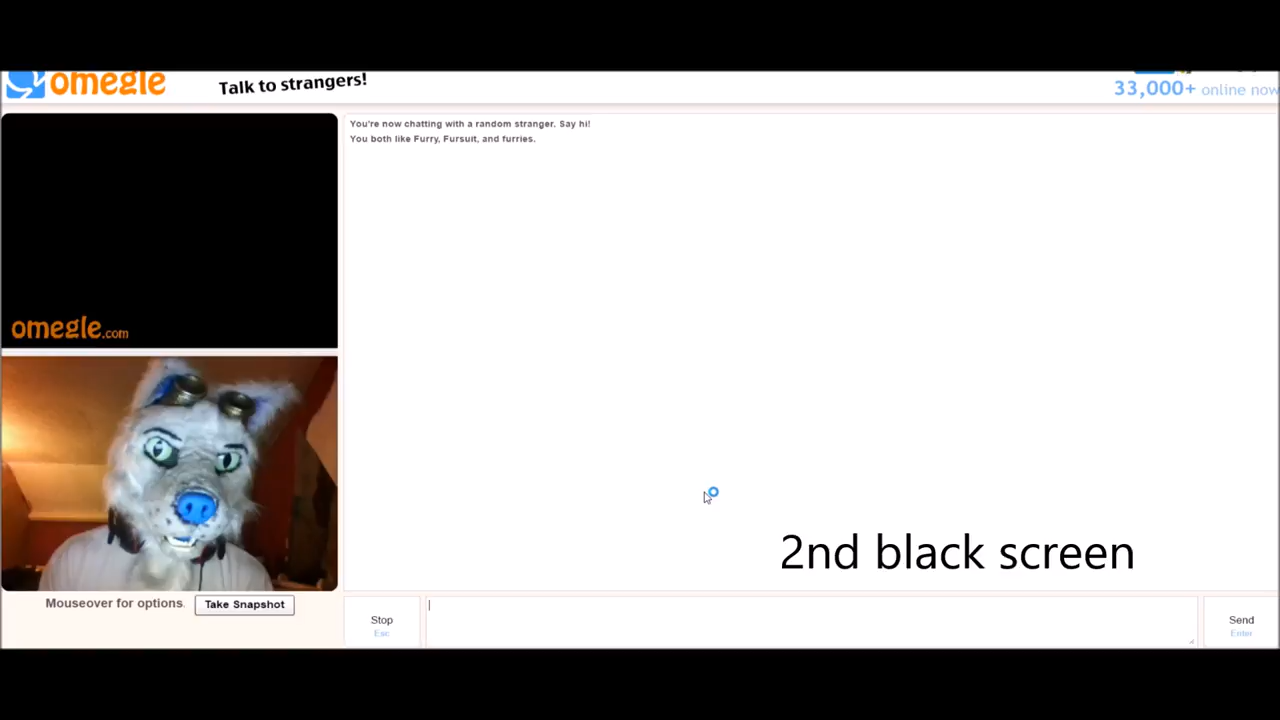 omegle
Talk to strangers!
33,000+ online now
You're now chatting with a random stranger. Say hi!
You both like Furry, Fursuit, and furries.
omegle.com
2nd black screen
Mouseover for options.
Take Snapshot
Stop
Esc
Send
Enter